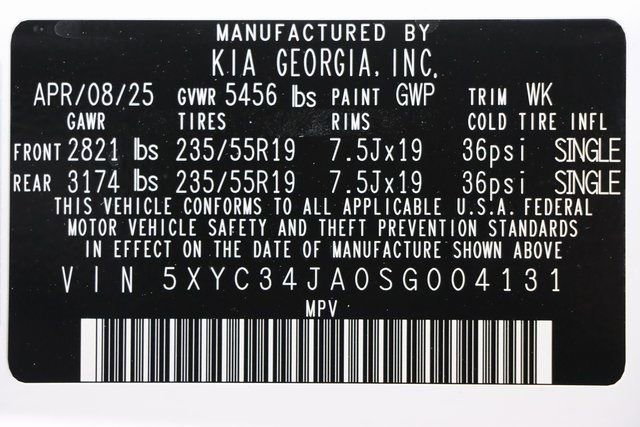 MANUFACTURED BY
KIA GEORGIA, INC.
APR/08/25 GVWR 5456 lbs PAINT GWP TRIM WK
GAWR TIRES RIMS COLD TIRE INFL
FRONT 2821 lbs 235/55R19 7.5Jx19 36psi SINGLE
REAR 3174 lbs 235/55R19 7.5Jx19 36psi SINGLE
THIS VEHICLE CONFORMS TO ALL APPLICABLE U.S.A. FEDERAL
MOTOR VEHICLE SAFETY AND THEFT PREVENTION STANDARDS
IN EFFECT ON THE DATE OF MANUFACTURE SHOWN ABOVE
VIN 5XYC34JA0SG004131
MPV